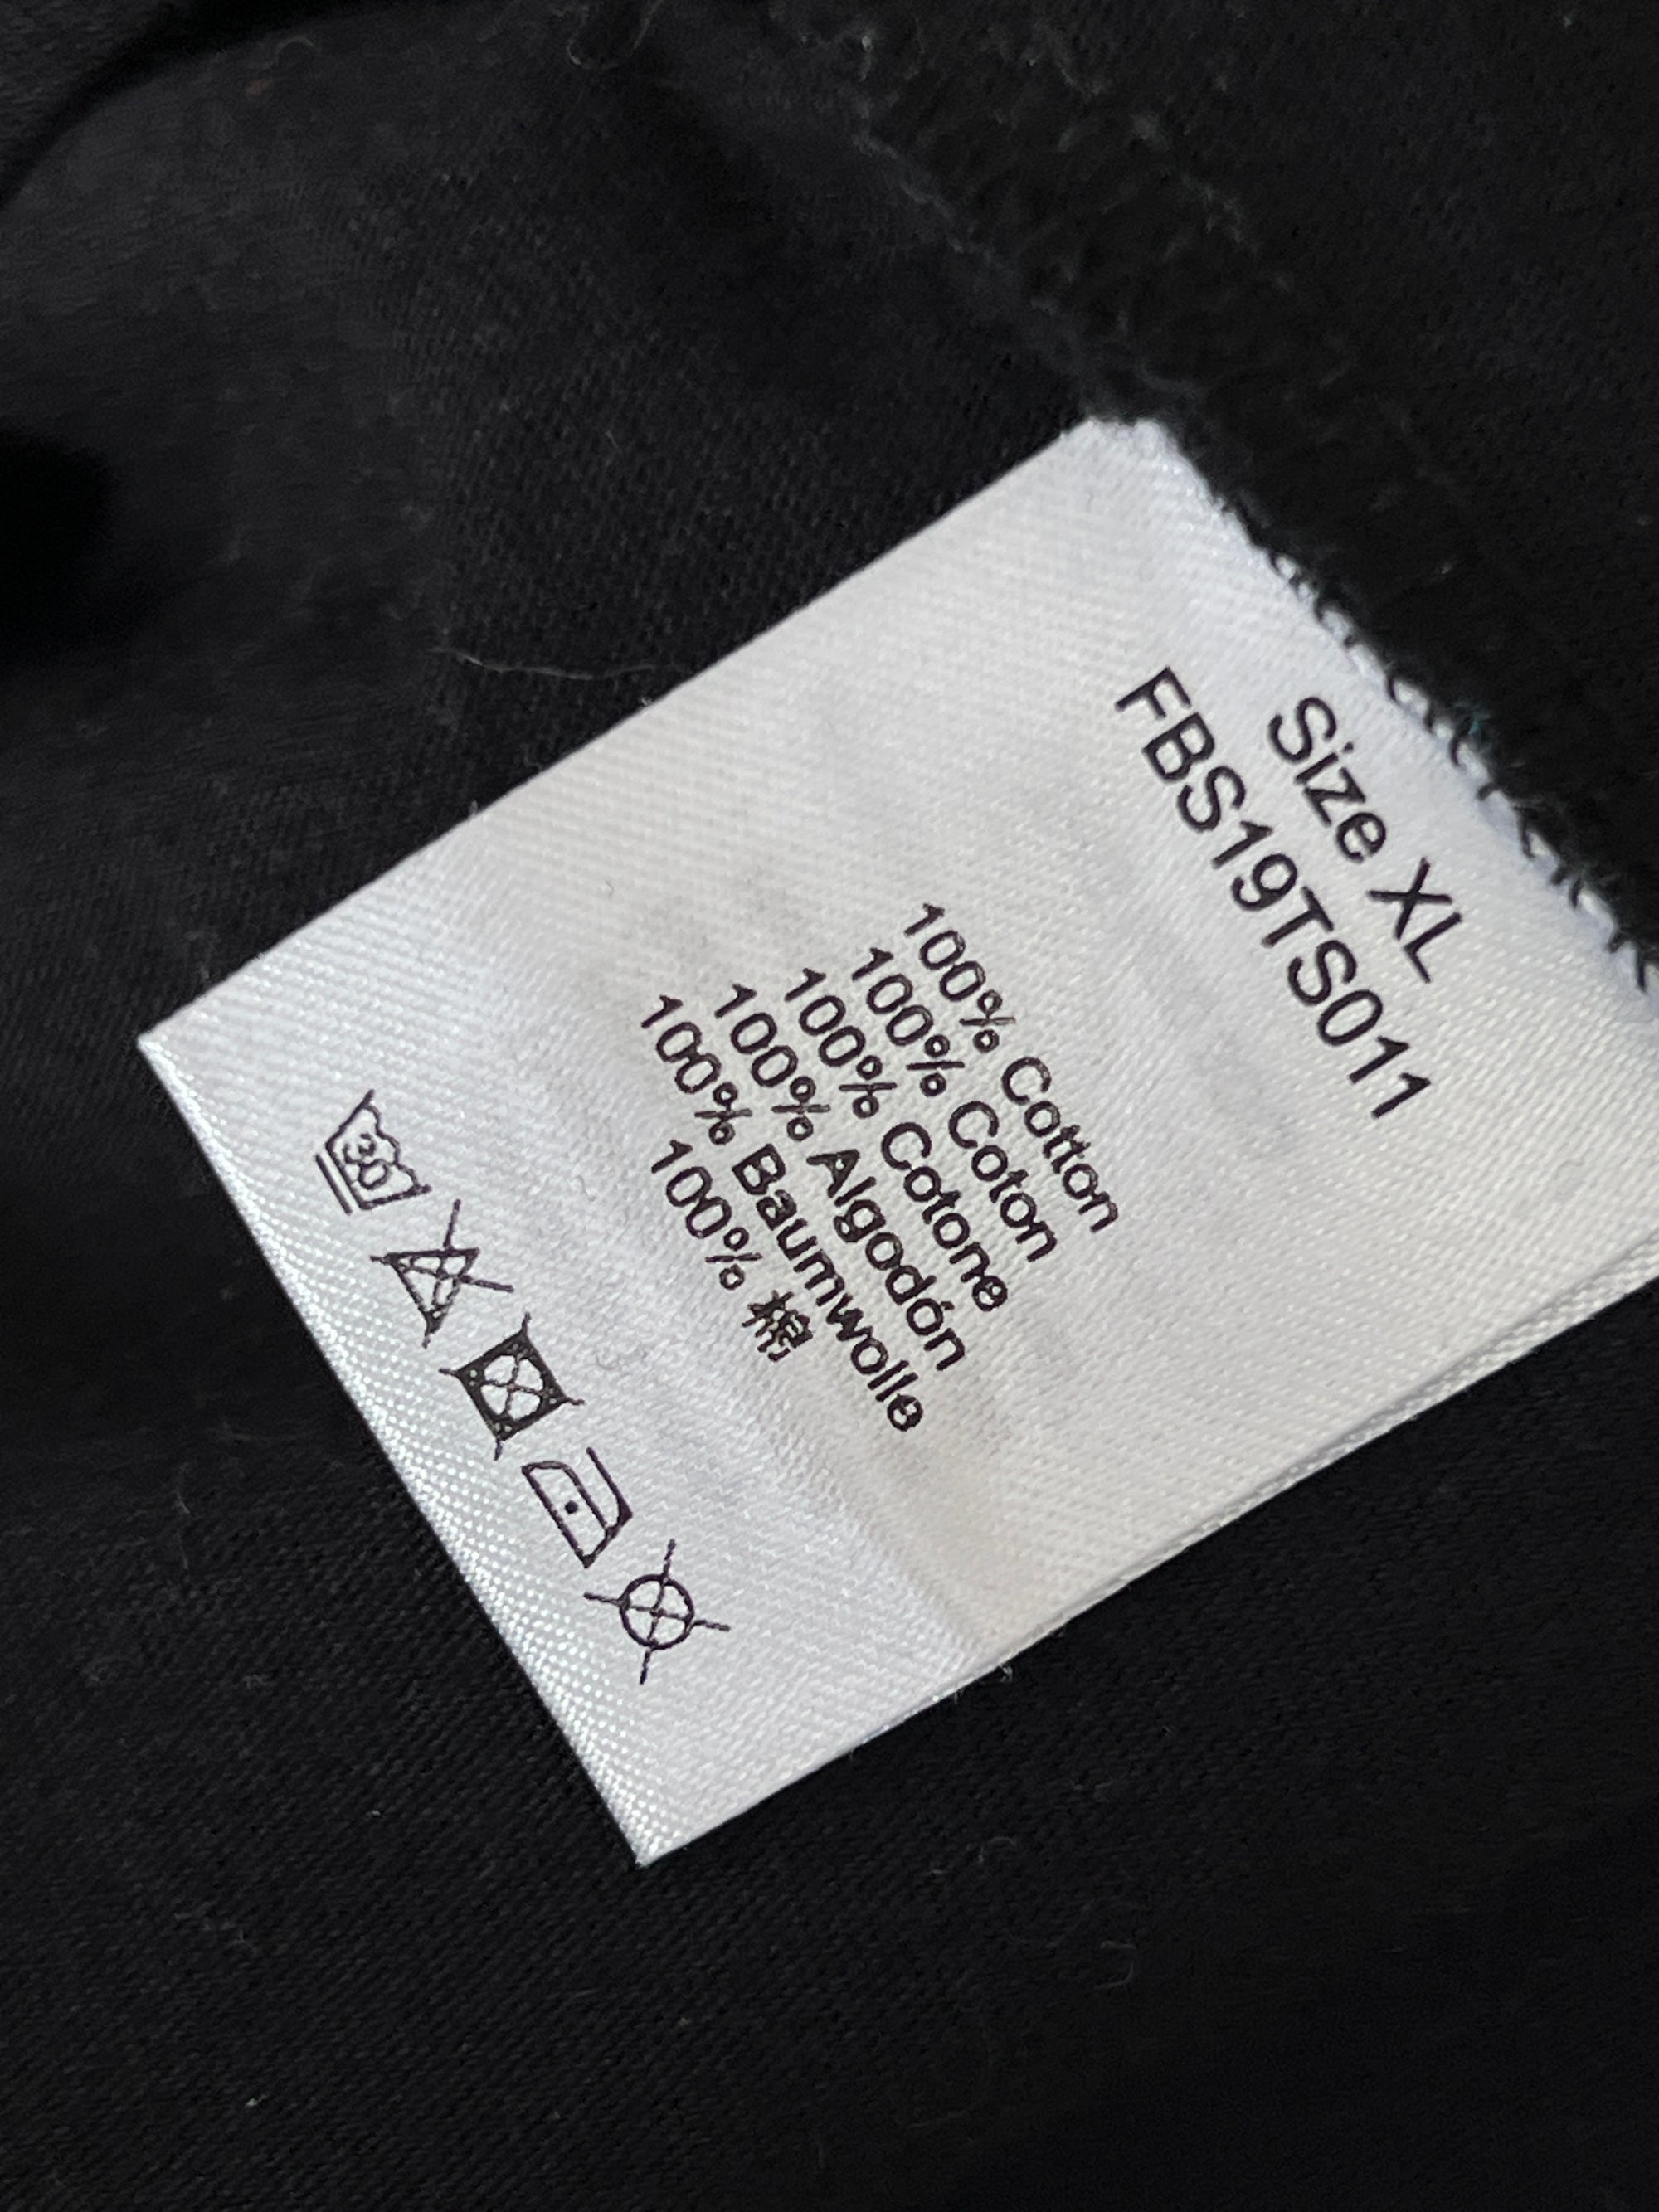 Size XL
FBS19TS011
100% Cotton
100% Coton
100% Cotone
100% Algodón
100% Baumwolle
100% 棉
30